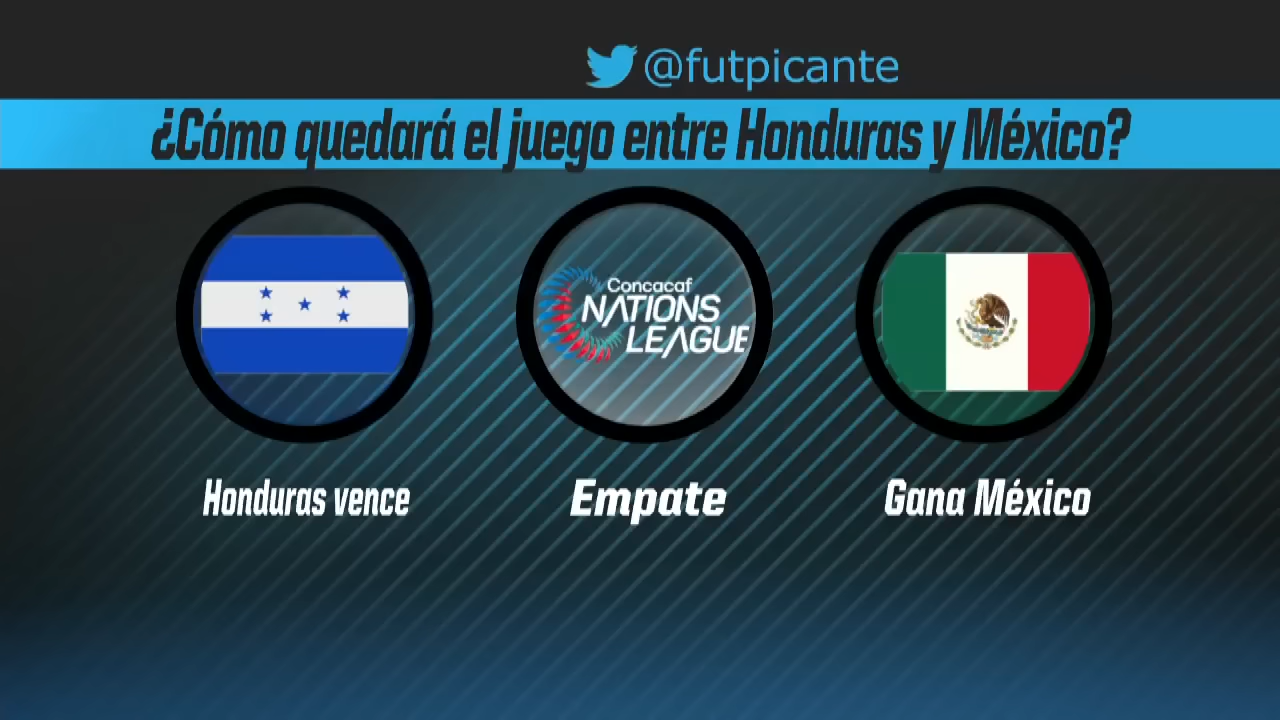 @futpicante
¿Cómo quedará el juego entre Honduras y México?
Concacaf
NATIONS
LEAGUE
Honduras vence
Empate
Gana México